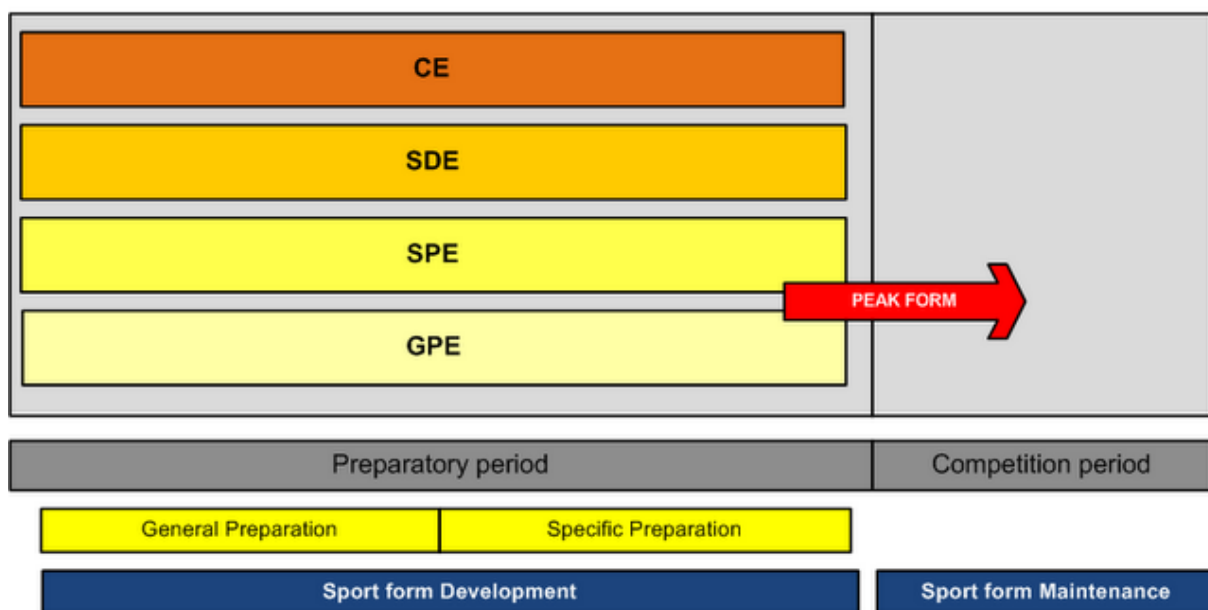 CE
SDE
SPE
PEAK FORM
GPE
Preparatory period
Competition period
General Preparation
Specific Preparation
Sport form Development
Sport form Maintenance